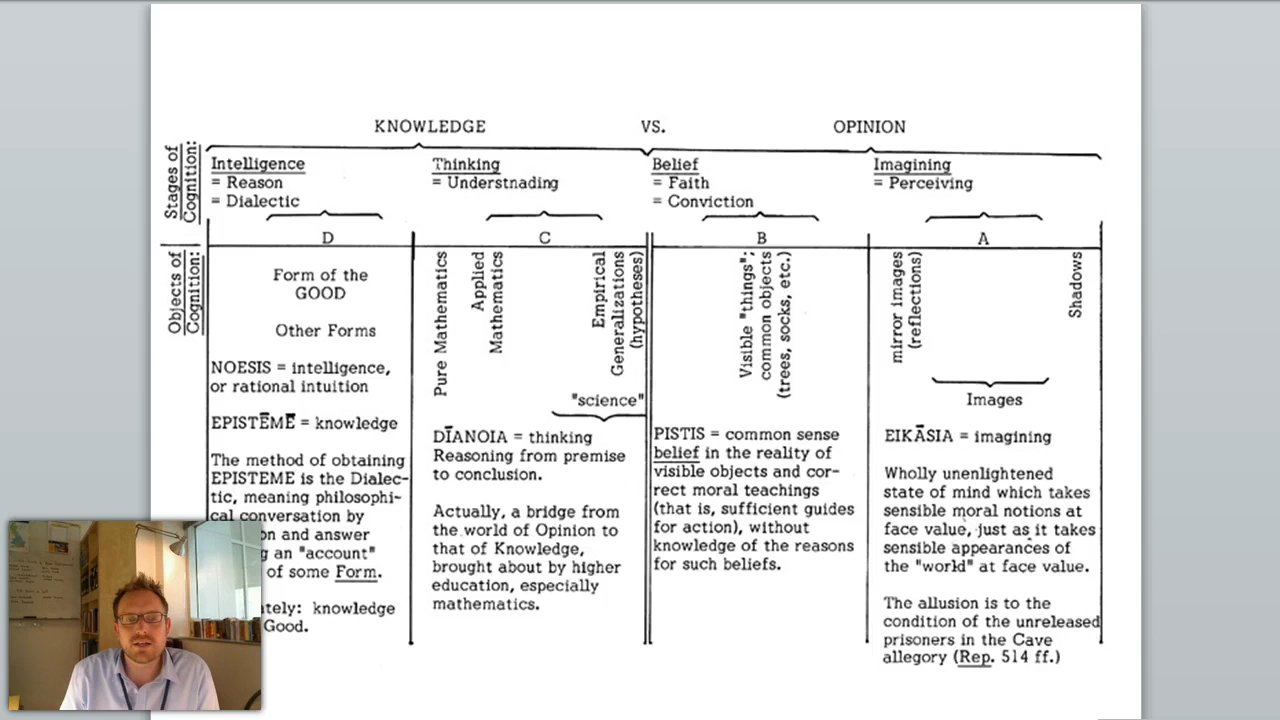 KNOWLEDGE VS. OPINION
Stages of
Cognition:
Intelligence
= Reason
= Dialectic
Thinking
= Understnading
Belief
= Faith
= Conviction
Imagining
= Perceiving
D
C
B
A
Objects of
Cognition:
Form of the
GOOD
Other Forms
NOESIS = intelligence,
or rational intuition
EPISTĒMĒ = knowledge
The method of obtaining
EPISTEME is the Dialec-
tic, meaning philosophi-
cal conversation by
on and answer
g an "account"
of some Form.
ately: knowledge
Good.
Pure Mathematics
Applied
Mathematics
Empirical
Generalizations
(hypotheses)
"science"
DĪANOIA = thinking
Reasoning from premise
to conclusion.
Actually, a bridge from
the world of Opinion to
that of Knowledge,
brought about by higher
education, especially
mathematics.
Visible "things";
common objects
(trees, socks, etc.)
PISTIS = common sense
belief in the reality of
visible objects and cor-
rect moral teachings
(that is, sufficient guides
for action), without
knowledge of the reasons
for such beliefs.
mirror images
(reflections)
Shadows
Images
EIKĀSIA = imagining
Wholly unenlightened
state of mind which takes
sensible moral notions at
face value, just as it takes
sensible appearances of
the "world" at face value.
The allusion is to the
condition of the unreleased
prisoners in the Cave
allegory (Rep. 514 ff.)